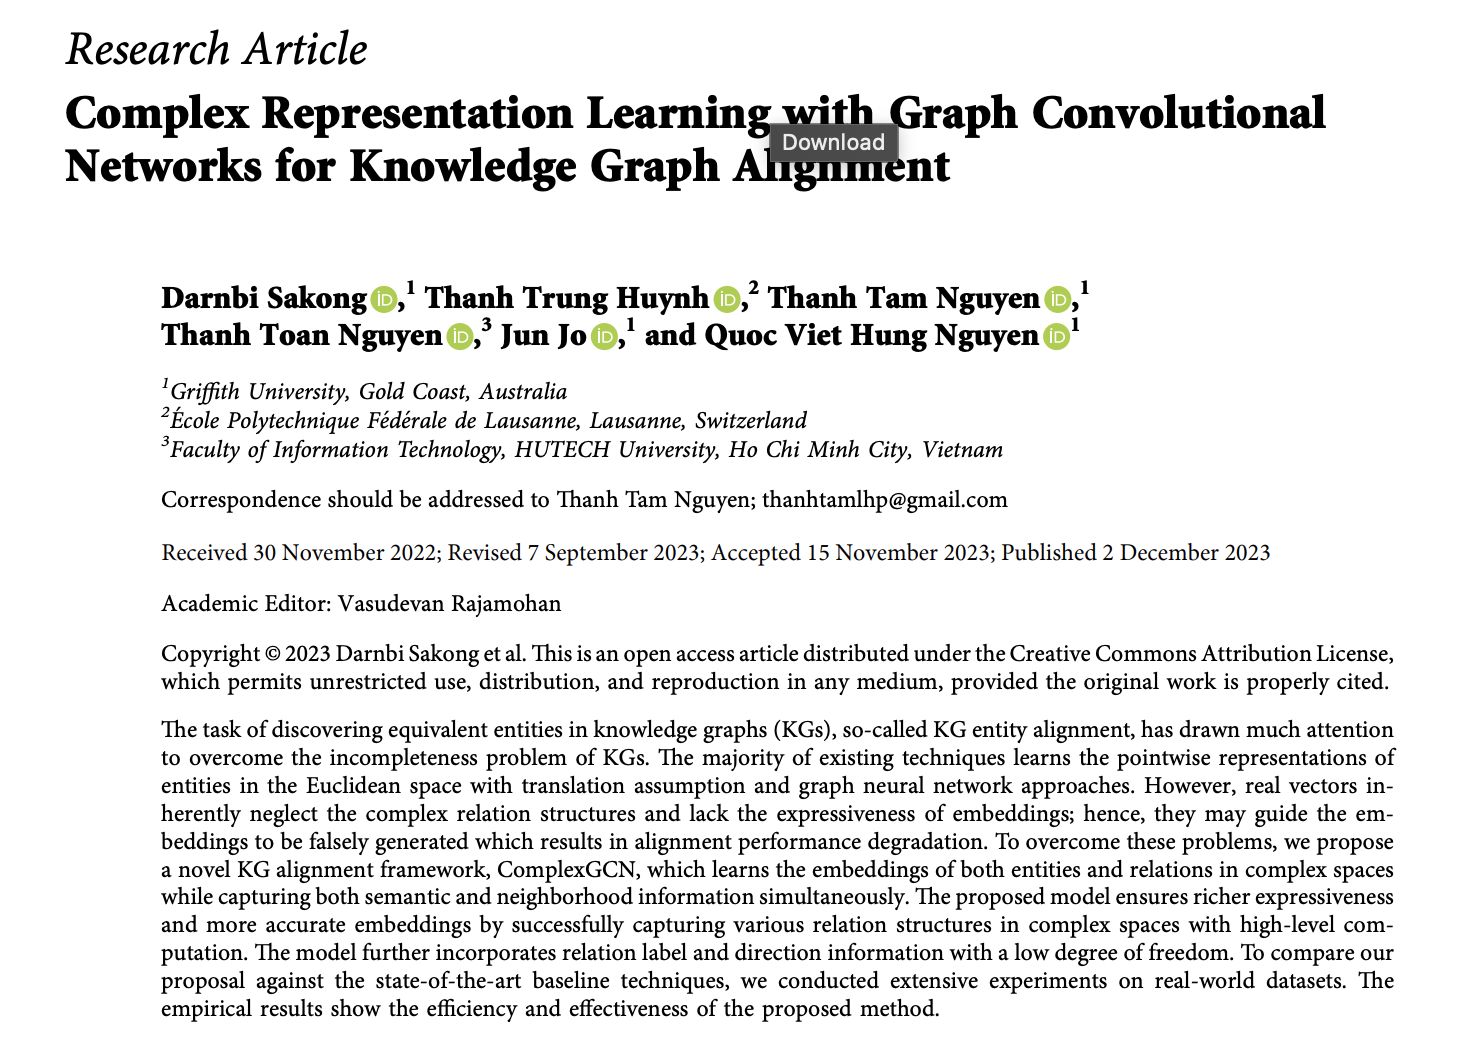 Research Article
Complex Representation Learning with Graph Convolutional
Download
Networks for Knowledge Graph Alignment
Darnbi Sakong iD,1 Thanh Trung Huynh iD,2 Thanh Tam Nguyen iD,1
Thanh Toan Nguyen iD,3 Jun Jo iD,1 and Quoc Viet Hung Nguyen iD 1
1Griffith University, Gold Coast, Australia
2École Polytechnique Fédérale de Lausanne, Lausanne, Switzerland
3Faculty of Information Technology, HUTECH University, Ho Chi Minh City, Vietnam
Correspondence should be addressed to Thanh Tam Nguyen; thanhtamlhp@gmail.com
Received 30 November 2022; Revised 7 September 2023; Accepted 15 November 2023; Published 2 December 2023
Academic Editor: Vasudevan Rajamohan
Copyright © 2023 Darnbi Sakong et al. This is an open access article distributed under the Creative Commons Attribution License,
which permits unrestricted use, distribution, and reproduction in any medium, provided the original work is properly cited.
The task of discovering equivalent entities in knowledge graphs (KGs), so-called KG entity alignment, has drawn much attention
to overcome the incompleteness problem of KGs. The majority of existing techniques learns the pointwise representations of
entities in the Euclidean space with translation assumption and graph neural network approaches. However, real vectors in-
herently neglect the complex relation structures and lack the expressiveness of embeddings; hence, they may guide the em-
beddings to be falsely generated which results in alignment performance degradation. To overcome these problems, we propose
a novel KG alignment framework, ComplexGCN, which learns the embeddings of both entities and relations in complex spaces
while capturing both semantic and neighborhood information simultaneously. The proposed model ensures richer expressiveness
and more accurate embeddings by successfully capturing various relation structures in complex spaces with high-level com-
putation. The model further incorporates relation label and direction information with a low degree of freedom. To compare our
proposal against the state-of-the-art baseline techniques, we conducted extensive experiments on real-world datasets. The
empirical results show the efficiency and effectiveness of the proposed method.